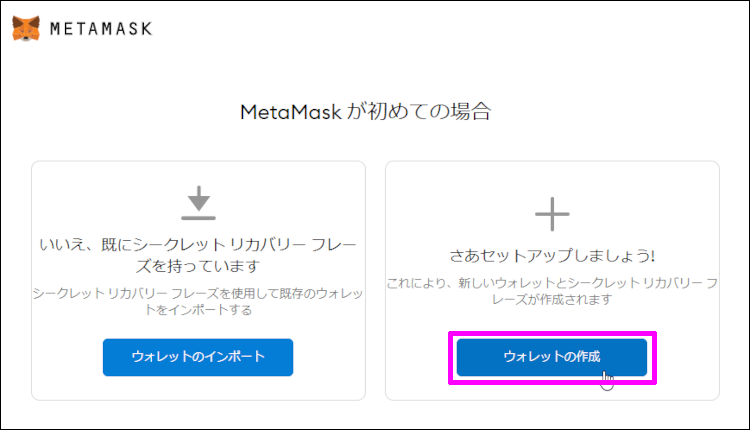 METAMASK
MetaMask が初めての場合
いいえ、既にシークレット リカバリー フレー
ズを持っています
シークレット リカバリー フレーズを使用して既存のウォレッ
トをインポートする
ウォレットのインポート
さあセットアップしましょう!
これにより、新しいウォレットとシークレット リカバリー フ
レーズが作成されます
ウォレットの作成